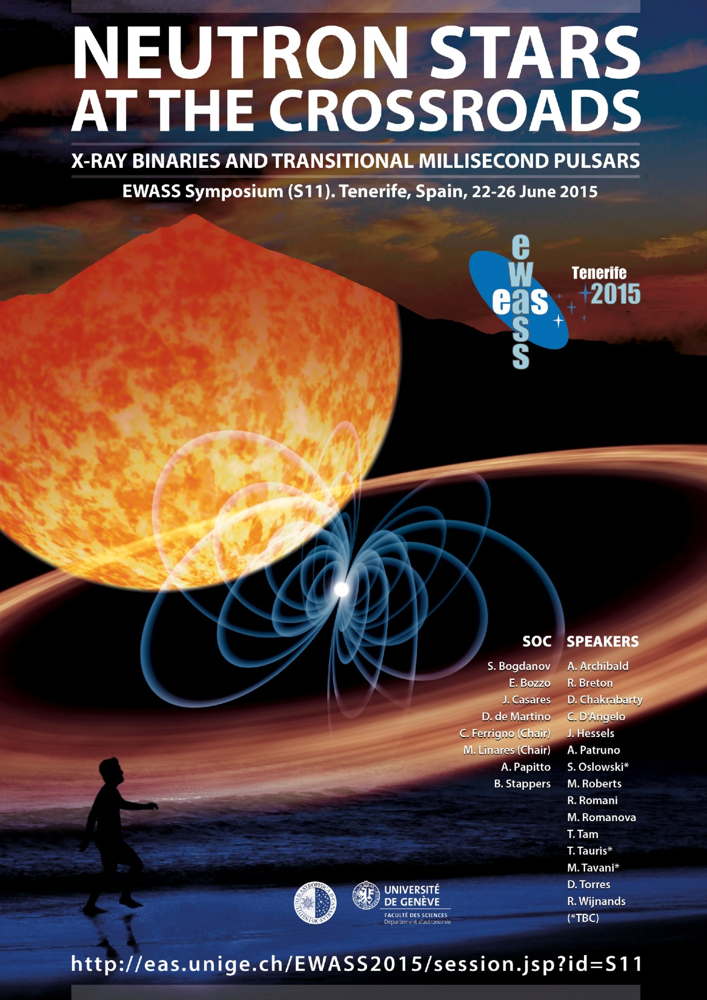 NEUTRON STARS
AT THE CROSSROADS
X-RAY BINARIES AND TRANSITIONAL MILLISECOND PULSARS
EWASS Symposium (S11). Tenerife, Spain, 22-26 June 2015
e
w
eas
s
s
Tenerife
2015
SOC
S. Bogdanov
E. Bozzo
J. Casares
D. de Martino
C. Ferrigno (Chair)
M. Linares (Chair)
A. Papitto
B. Stappers
SPEAKERS
A. Archibald
R. Breton
D. Chakrabarty
C. D'Angelo
J. Hessels
A. Patruno
S. Oslowski*
M. Roberts
R. Romani
M. Romanova
T. Tam
T. Tauris*
M. Tavani*
D. Torres
R. Wijnands
(*TBC)
INSTITUTO DE ASTROFISICA DE CANARIAS
UNIVERSITÉ
DE GENÈVE
FACULTÉ DES SCIENCES
Département d'astronomie
http://eas.unige.ch/EWASS2015/session.jsp?id=S11